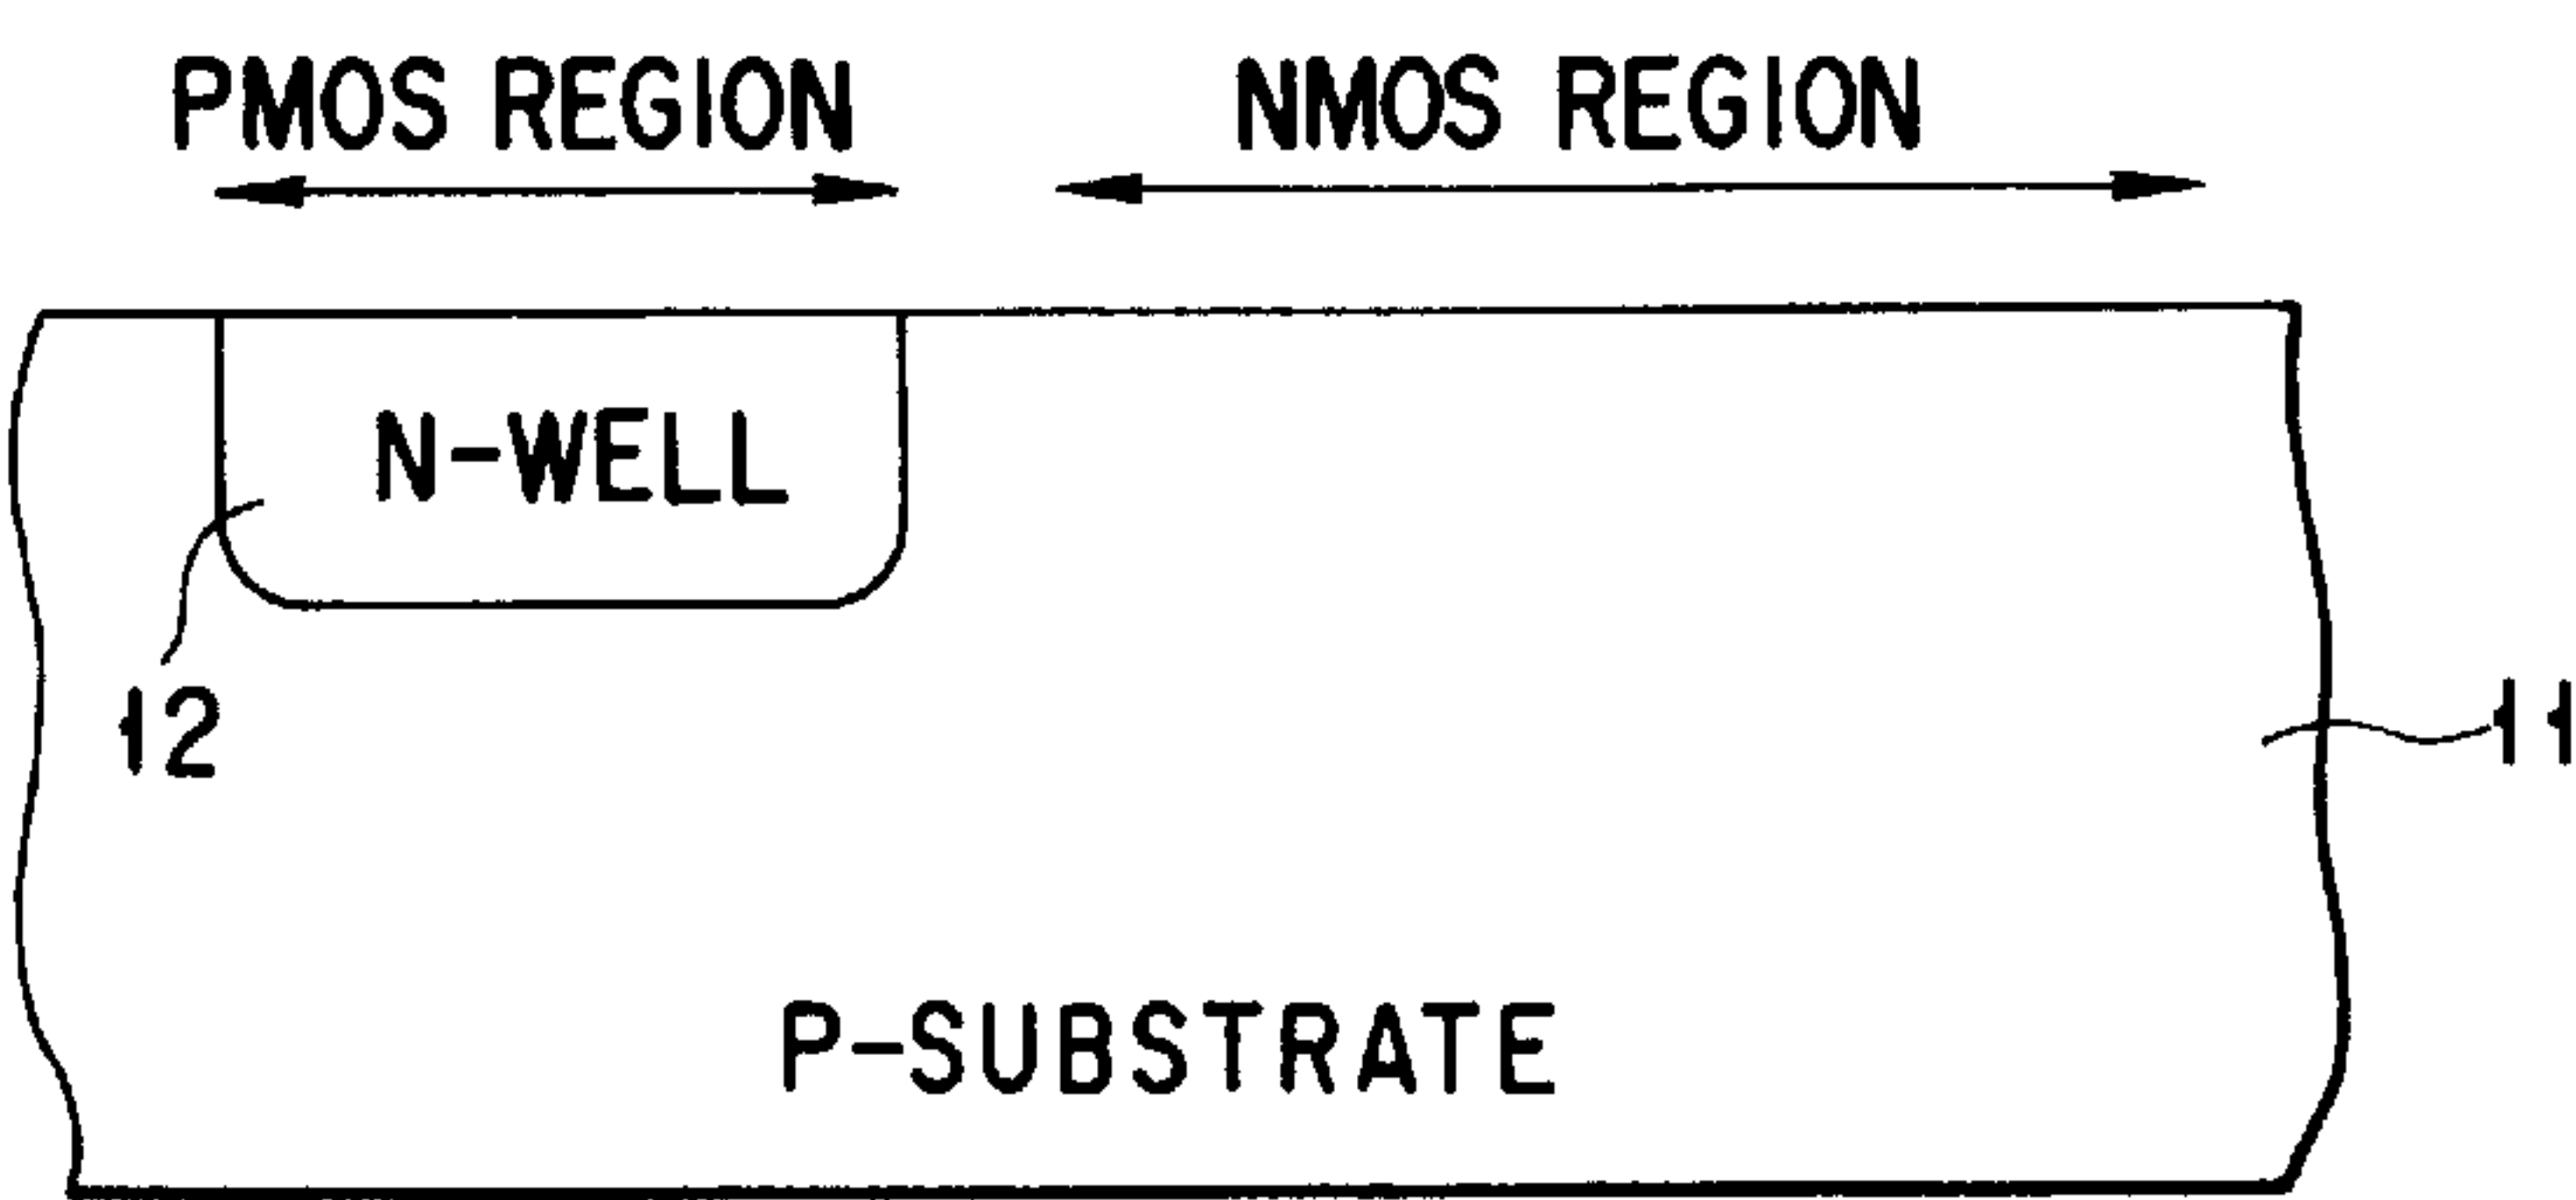 PMOS REGION
NMOS REGION
N-WELL
12
11
P-SUBSTRATE